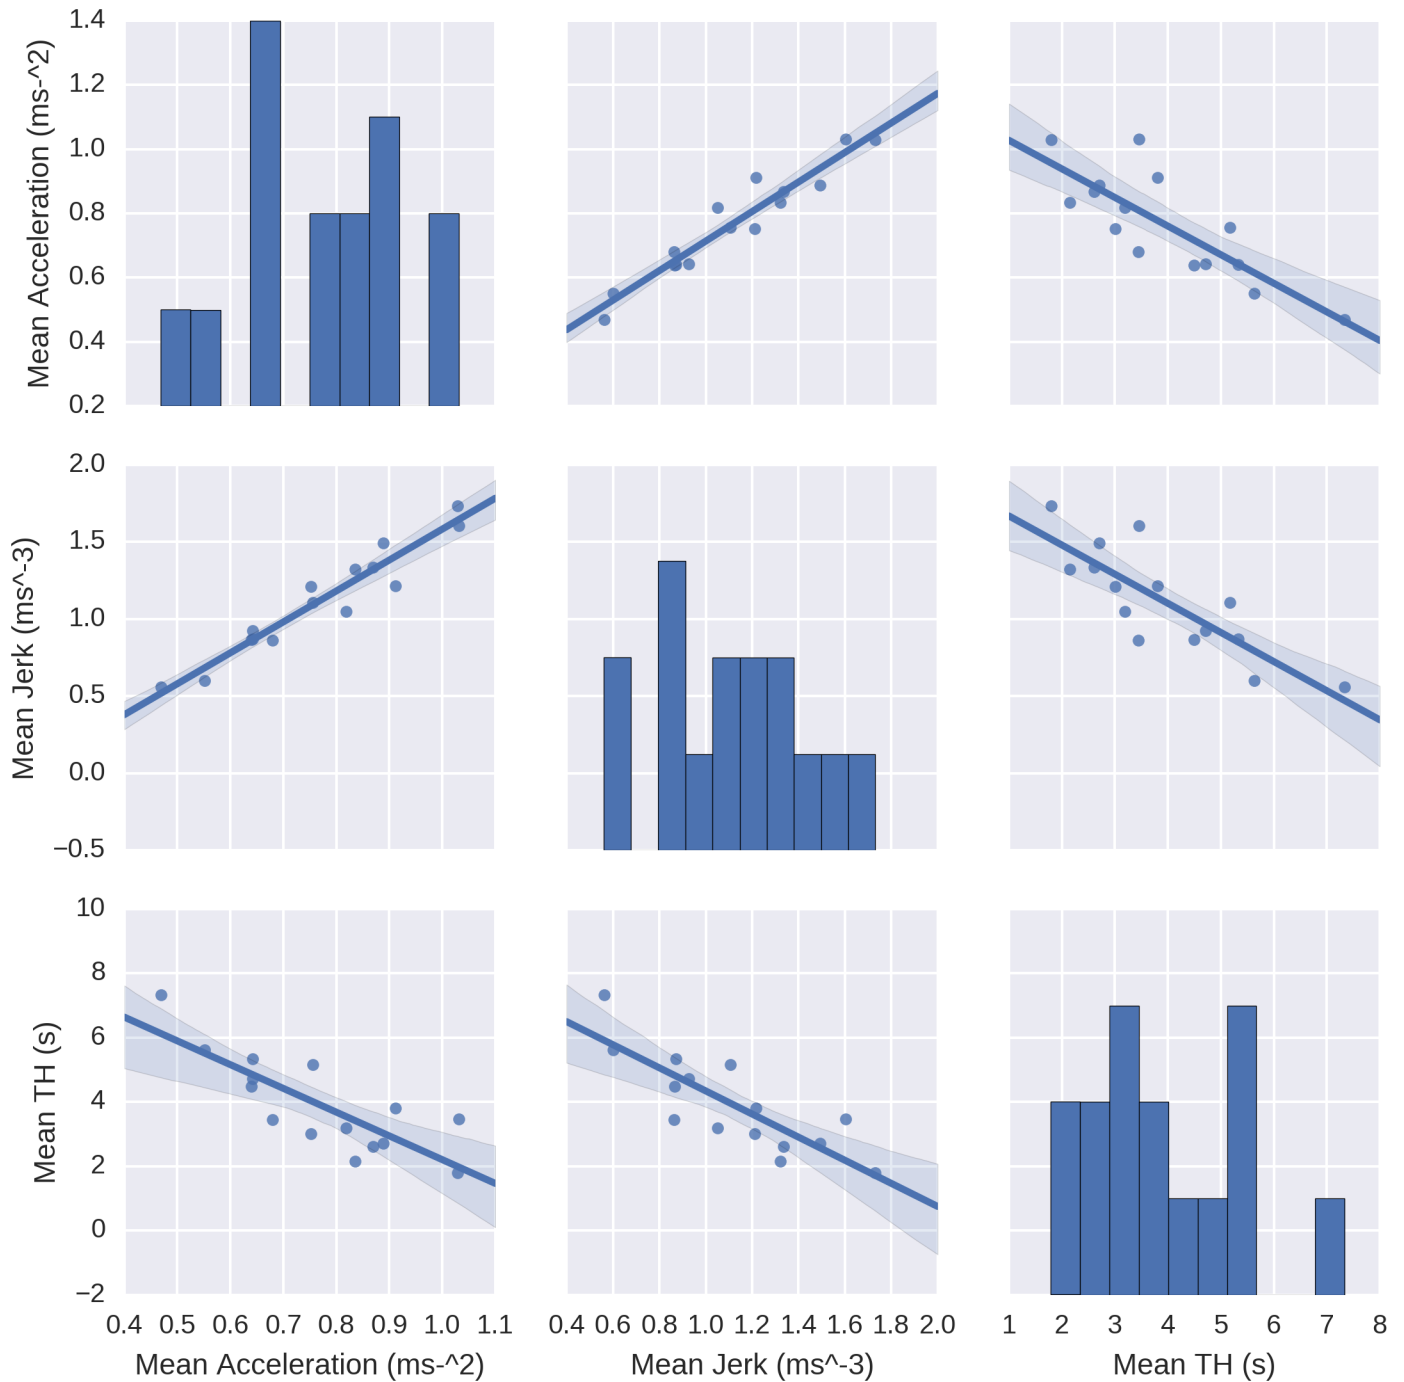 1.4
1.2
1.0
0.8
0.6
0.4
0.2
Mean Acceleration (ms-^2)
2.0
1.5
1.0
0.5
0.0
−0.5
Mean Jerk (ms^-3)
10
8
6
4
2
0
−2
Mean TH (s)
0.4 0.5 0.6 0.7 0.8 0.9 1.0 1.1
Mean Acceleration (ms-^2)
0.4 0.6 0.8 1.0 1.2 1.4 1.6 1.8 2.0
Mean Jerk (ms^-3)
1 2 3 4 5 6 7 8
Mean TH (s)